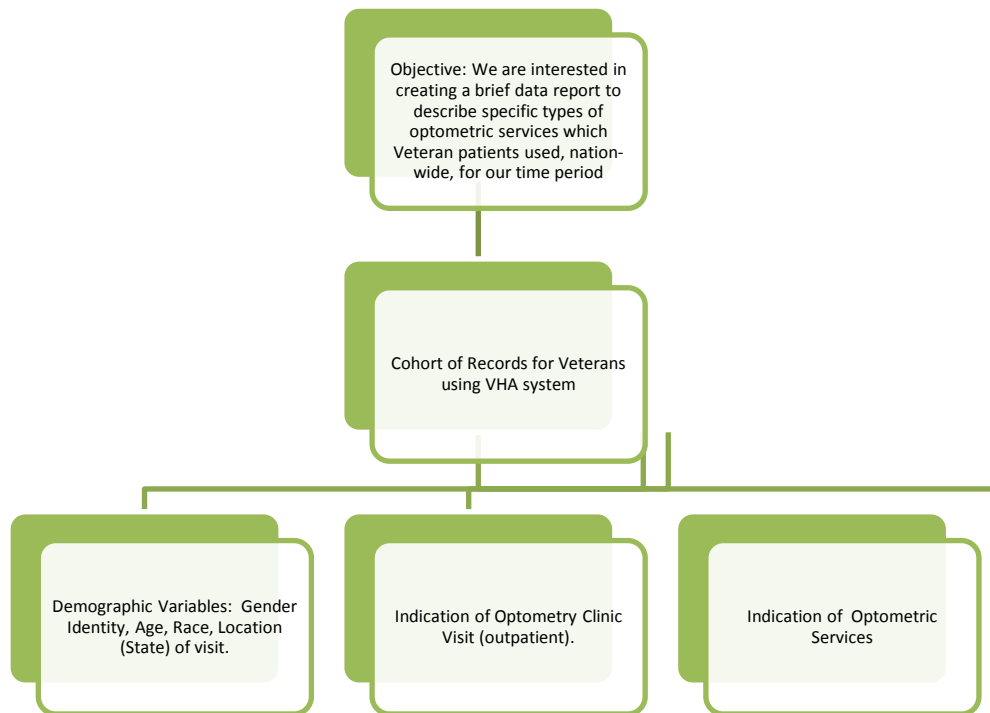 Objective: We are interested in
creating a brief data report to
describe specific types of
optometric services which
Veteran patients used, nation-
wide, for our time period
Cohort of Records for Veterans
using VHA system
Demographic Variables:  Gender
Identity, Age, Race, Location
(State) of visit.
Indication of Optometry Clinic
Visit (outpatient).
Indication of  Optometric
Services